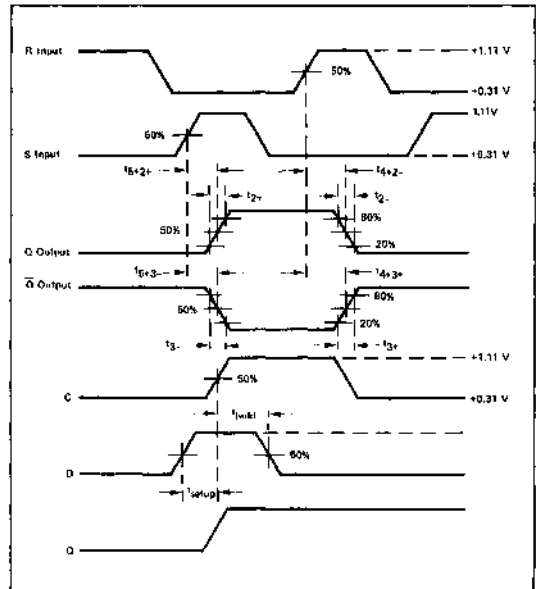 R Input
+1.11 V
50%
+0.31 V
1.11V
50%
S Input
+0.31 V
t5+2+
t4+2-
t2+
t2-
80%
50%
20%
Q Output
t5+3-
t4+3+
Q Output
80%
50%
20%
t3-
t3+
+1.11 V
50%
C
+0.31 V
thold
50%
D
tsetup
Q